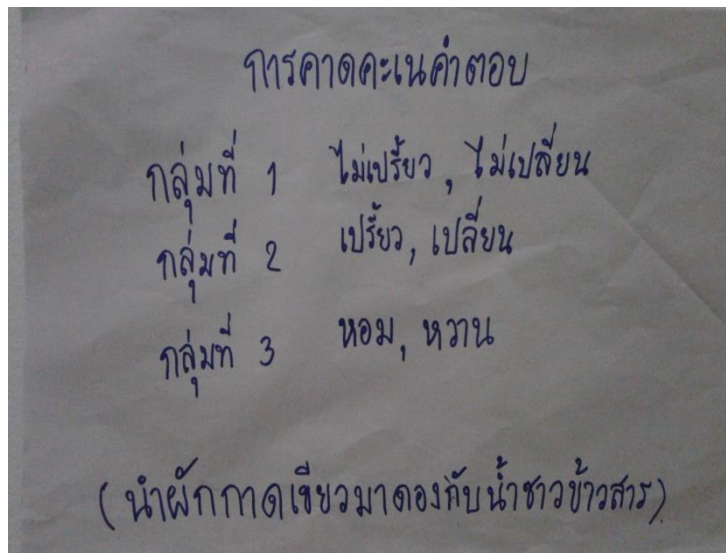 การคาดคะเนคำตอบ
กลุ่มที่ 1 ไม่เปรี้ยว, ไม่เปลี่ยน
กลุ่มที่ 2 เปรี้ยว, เปลี่ยน
กลุ่มที่ 3 หอม, หวาน
(นำผักกาดเขียวมาดองกับน้ำซาวข้าวสาร)